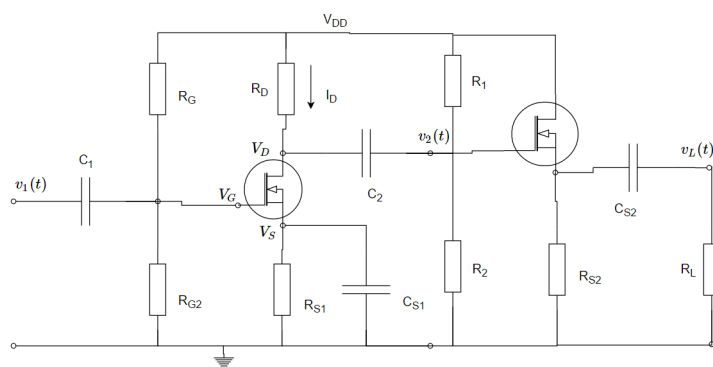 V_DD
R_G
R_D
I_D
R_1
C_1
v_1(t)
V_D
V_G
V_S
C_2
v_2(t)
v_L(t)
C_S2
R_G2
R_S1
C_S1
R_2
R_S2
R_L